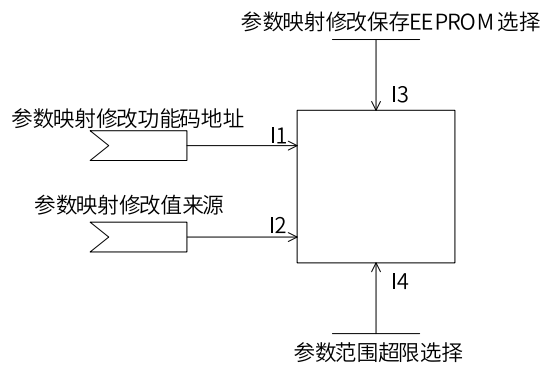 参数映射修改保存EEPROM选择
I3
参数映射修改功能码地址
I1
参数映射修改值来源
I2
I4
参数范围超限选择